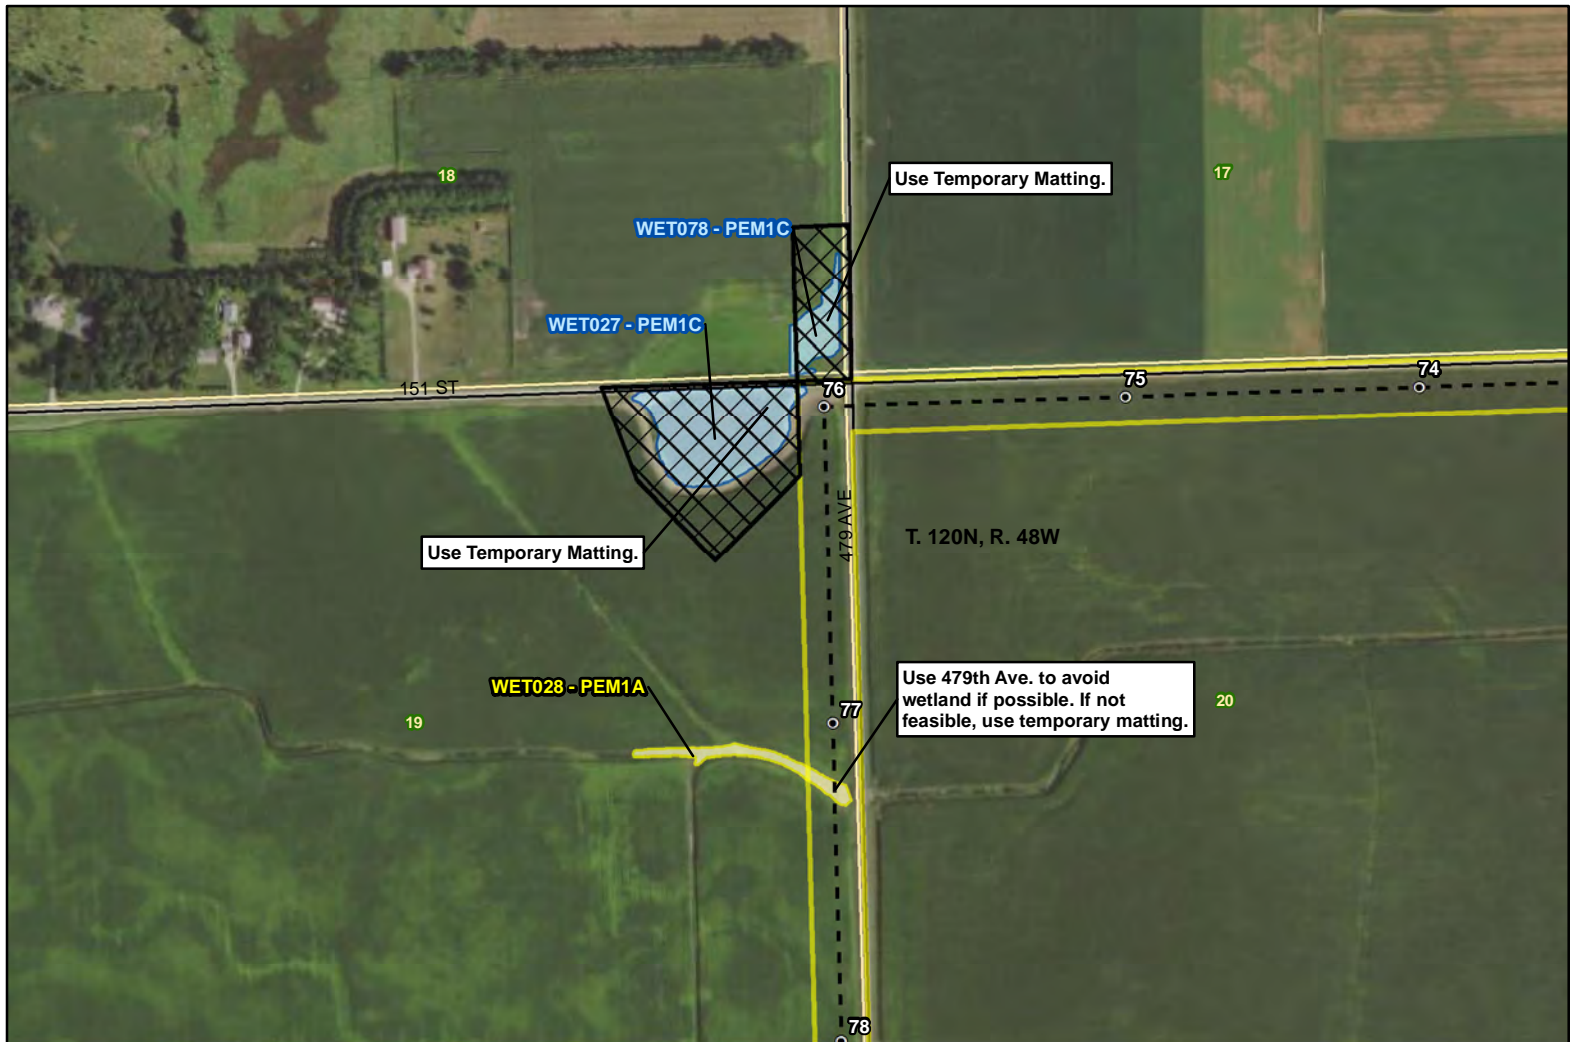 18
17
Use Temporary Matting.
WET078 - PEM1C
WET027 - PEM1C
151 ST
76
75
74
479 AVE
T. 120N, R. 48W
Use Temporary Matting.
WET028 - PEM1A
Use 479th Ave. to avoid
wetland if possible. If not
feasible, use temporary matting.
19
77
20
78